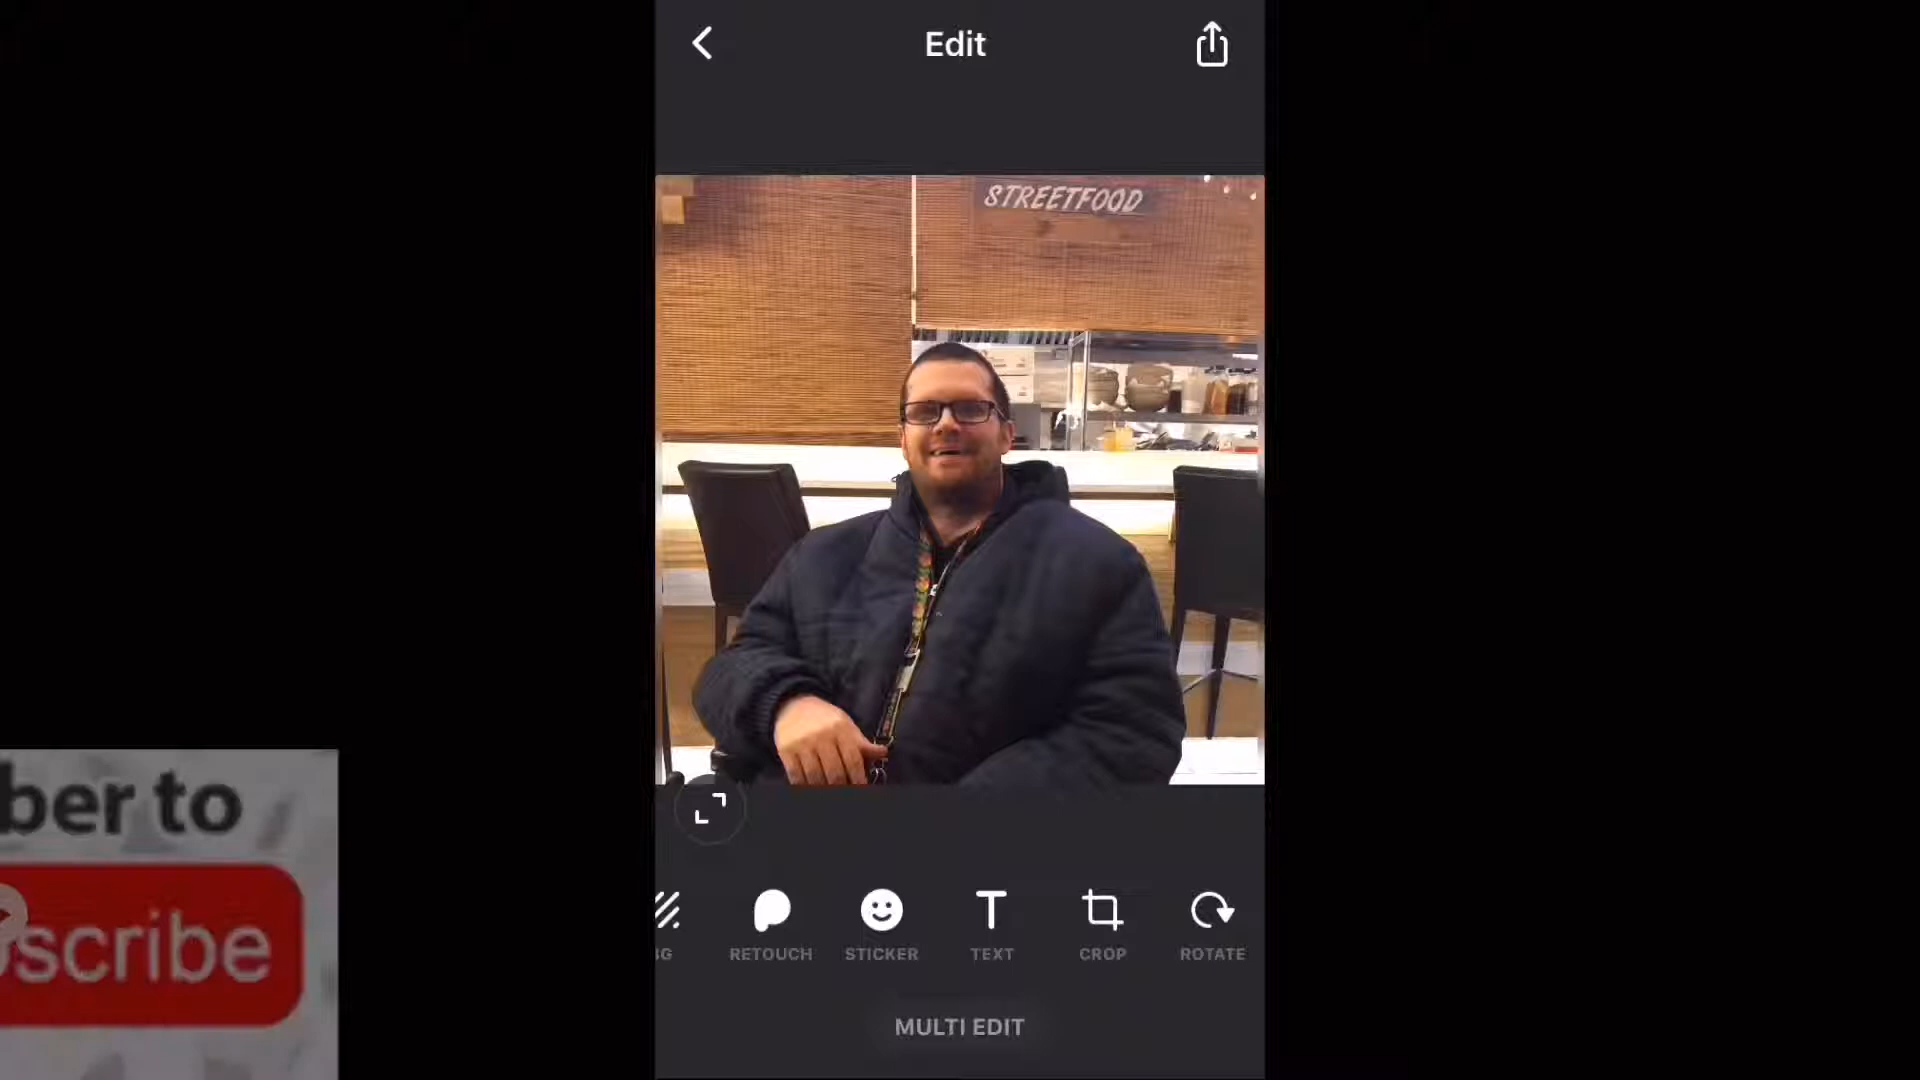 Edit
STREETFOOD
ber to
scribe
RETOUCH STICKER TEXT CROP ROTATE
MULTI EDIT